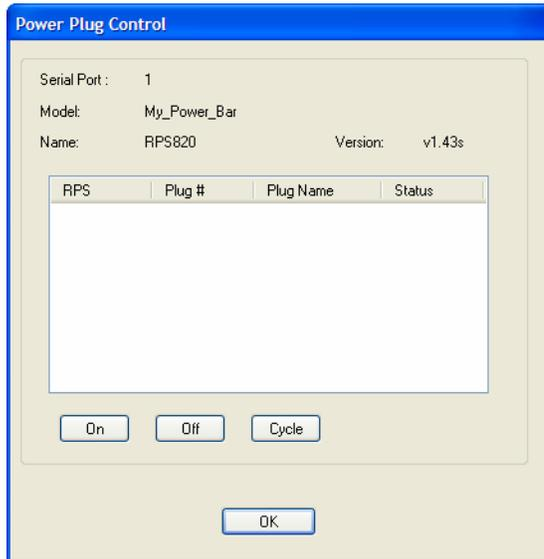 Power Plug Control
Serial Port : 1
Model: My_Power_Bar
Name: RPS820 Version: v1.43s
RPS Plug # Plug Name Status
On Off Cycle
OK